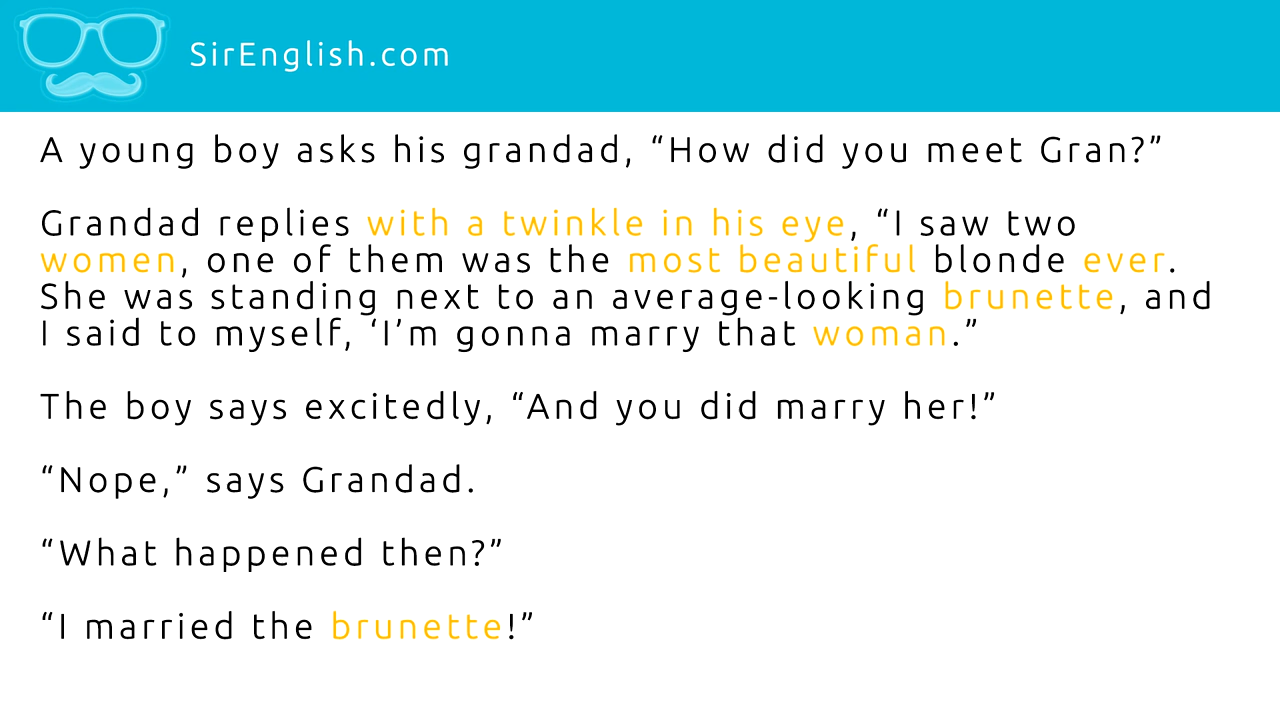 SirEnglish.com
A young boy asks his grandad, “How did you meet Gran?”
Grandad replies with a twinkle in his eye, “I saw two
women, one of them was the most beautiful blonde ever.
She was standing next to an average-looking brunette, and
I said to myself, ‘I’m gonna marry that woman.”
The boy says excitedly, “And you did marry her!”
“Nope,” says Grandad.
“What happened then?”
“I married the brunette!”